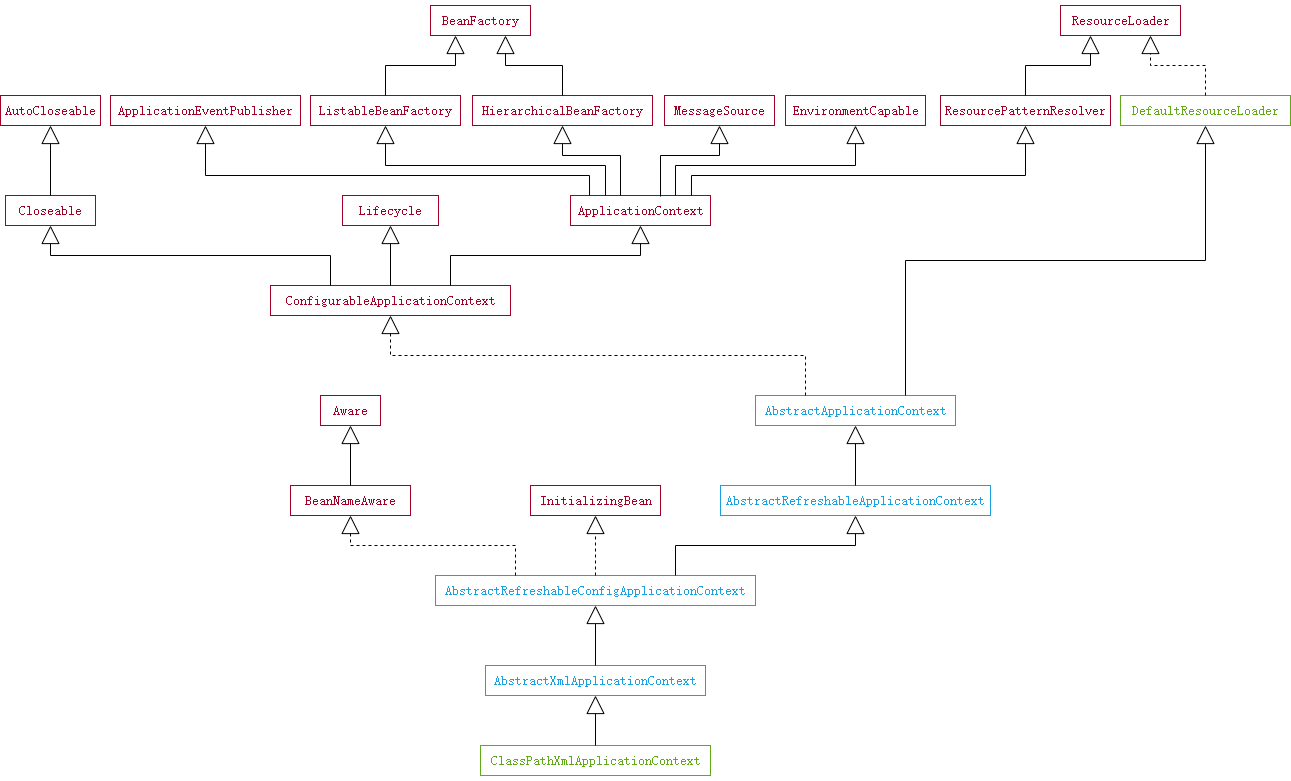 BeanFactory
ResourceLoader
AutoCloseable
ApplicationEventPublisher
ListableBeanFactory
HierarchicalBeanFactory
MessageSource
EnvironmentCapable
ResourcePatternResolver
DefaultResourceLoader
Closeable
Lifecycle
ApplicationContext
ConfigurableApplicationContext
Aware
AbstractApplicationContext
BeanNameAware
InitializingBean
AbstractRefreshableApplicationContext
AbstractRefreshableConfigApplicationContext
AbstractXmlApplicationContext
ClassPathXmlApplicationContext